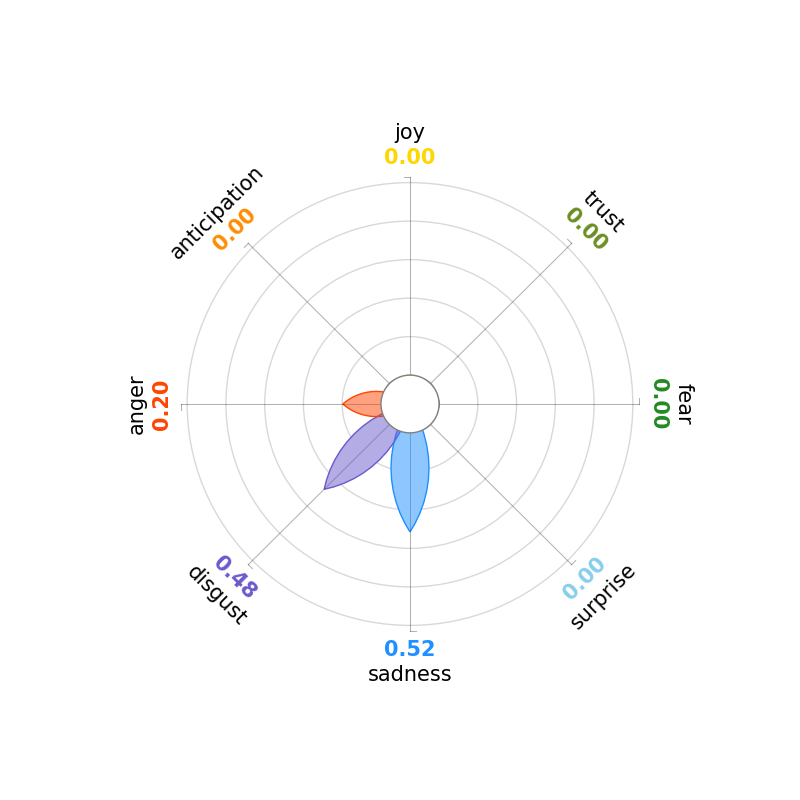 joy
0.00
trust
0.00
fear
0.00
surprise
0.00
0.52
sadness
0.48
disgust
anger
0.20
anticipation
0.00